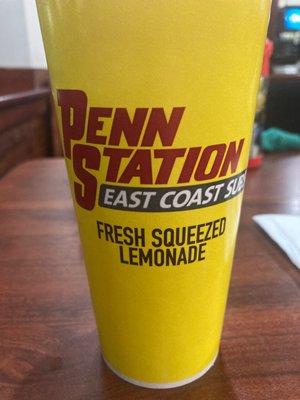 PENN
STATION
EAST COAST SUBS
FRESH SQUEEZED
LEMONADE